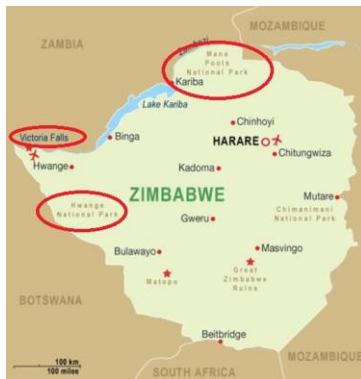 MOZAMBIQUE
ZAMBIA
Zambezi
Mana
Pools
National Park
Kariba
Lake Kariba
Chinhoyi
Victoria Falls
Binga
HARARE
Chitungwiza
Hwange
Kadoma
ZIMBABWE
Hwange
National Park
Mutare
Chimanimani
National Park
Gweru
Bulawayo
Masvingo
Matopo
Great
Zimbabwe
Ruins
BOTSWANA
Beitbridge
100 km
100 miles
SOUTH AFRICA
MOZAMBIQUE